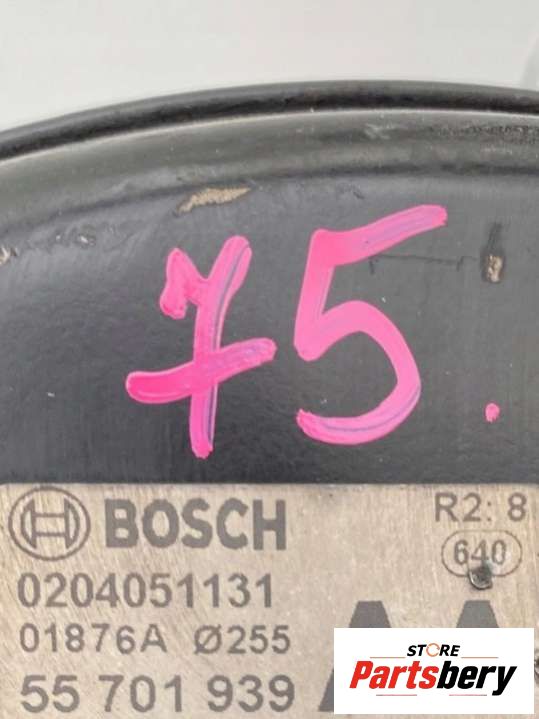 75.
BOSCH R2: 8
640
0204051131
01876A Ø255
55 701 939
STORE
Partsbery